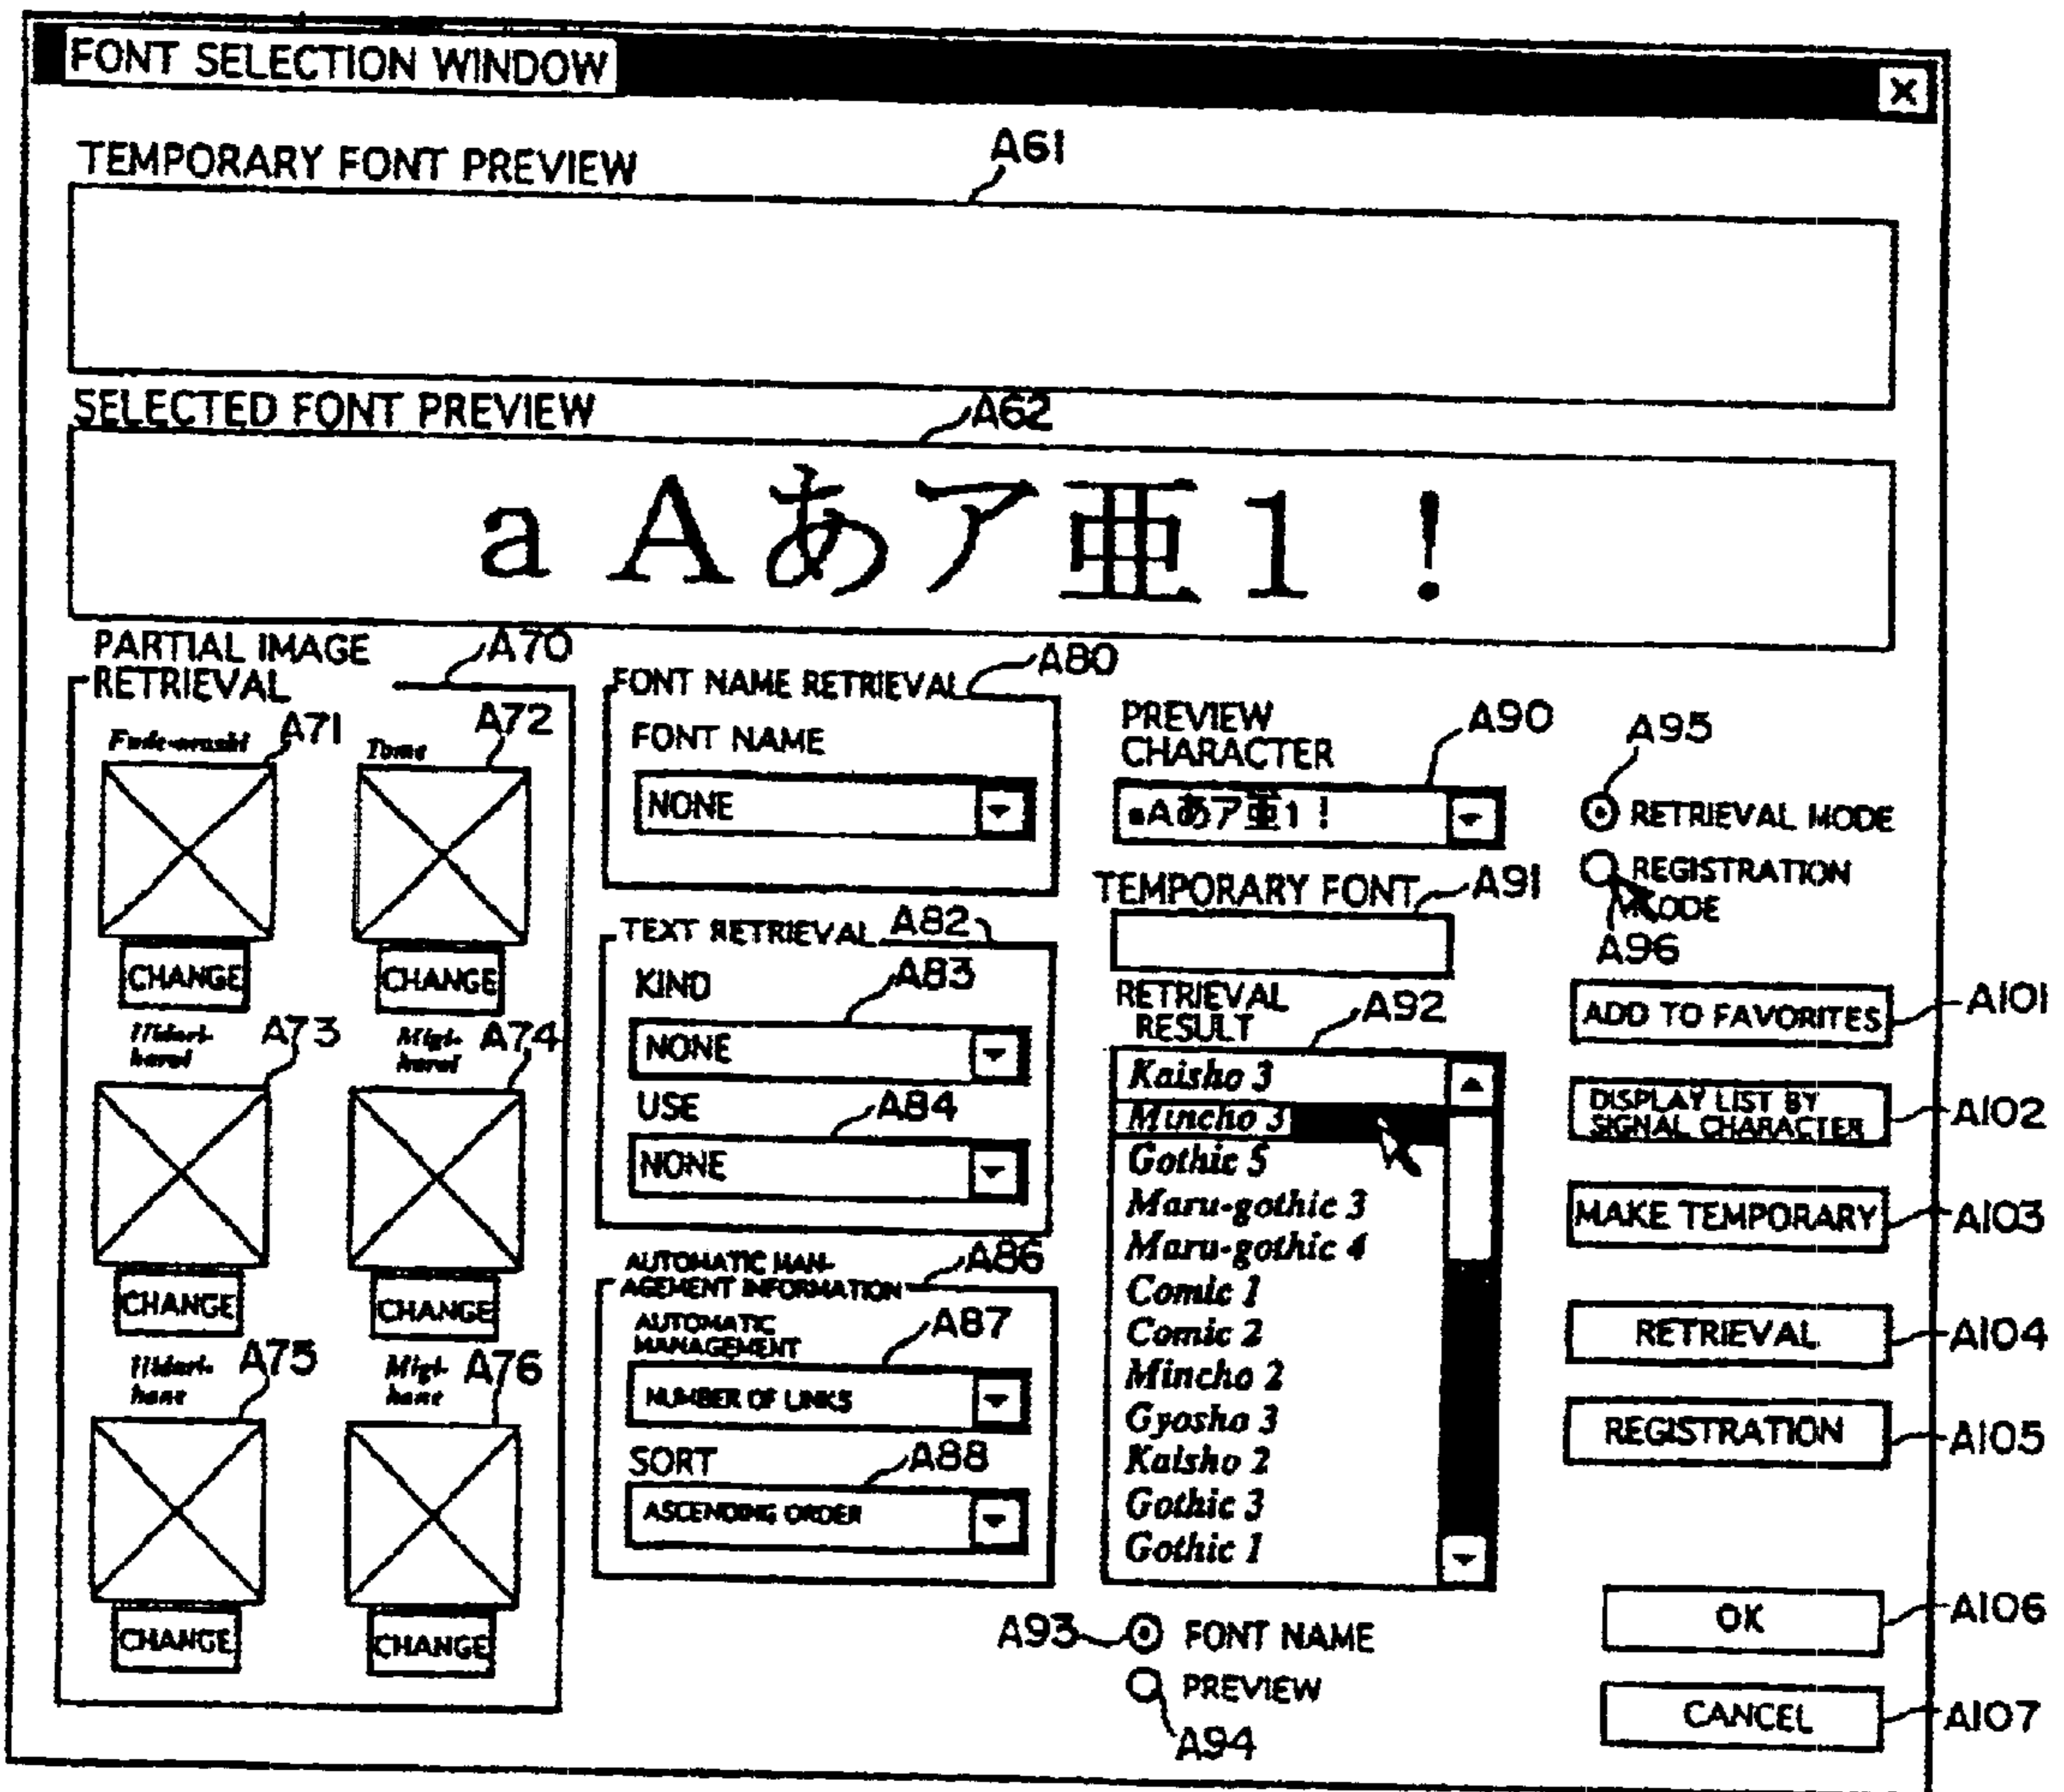 FONT SELECTION WINDOW
X
TEMPORARY FONT PREVIEW
A61
SELECTED FONT PREVIEW
A62
a A あ ア 亜 1 !
PARTIAL IMAGE
RETRIEVAL
A70
A71
Tome
A72
CHANGE
CHANGE
A73
A74
CHANGE
CHANGE
A75
A76
CHANGE
CHANGE
FONT NAME RETRIEVAL
A80
FONT NAME
NONE
TEXT RETRIEVAL
A82
KIND
A83
NONE
USE
A84
NONE
AUTOMATIC MAN-
AGEMENT INFORMATION
A86
AUTOMATIC
MANAGEMENT
A87
NUMBER OF LINKS
SORT
A88
ASCENDING ORDER
PREVIEW
CHARACTER
A90
aAあア亜1!
TEMPORARY FONT
A91
RETRIEVAL
RESULT
A92
Kaisho 3
Mincho 3
Gothic 5
Maru-gothic 3
Maru-gothic 4
Comic 1
Comic 2
Mincho 2
Gyosho 3
Kaisho 2
Gothic 3
Gothic 1
A93
FONT NAME
PREVIEW
A94
A95
RETRIEVAL MODE
REGISTRATION
MODE
A96
ADD TO FAVORITES
A101
DISPLAY LIST BY
SIGNAL CHARACTER
A102
MAKE TEMPORARY
A103
RETRIEVAL
A104
REGISTRATION
A105
OK
A106
CANCEL
A107